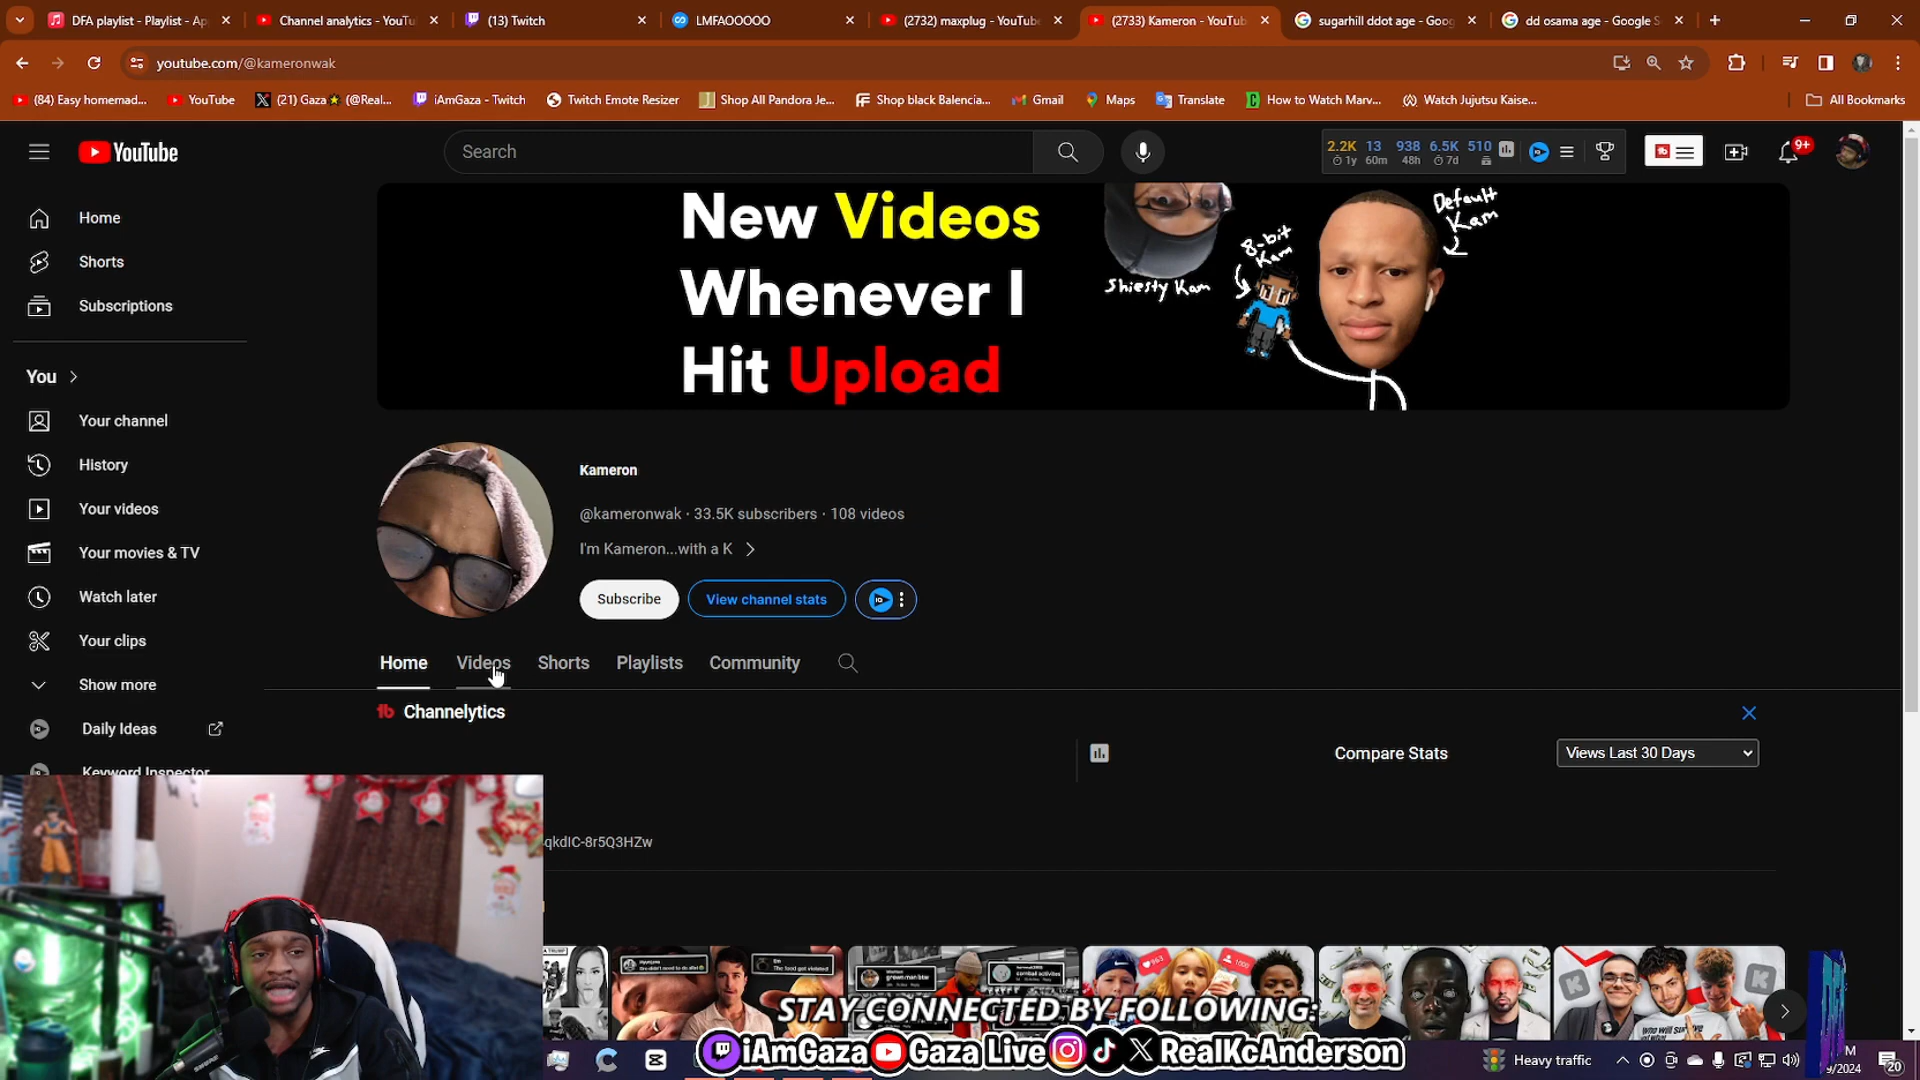 DFA playlist - Playlist - Ap
Channel analytics - YouTu
(13) Twitch
LMFAOOOOO
(2732) maxplug - YouTube
(2733) Kameron - YouTub
sugarhill ddot age - Goog
dd osama age - Google S
youtube.com/@kameronwak
(84) Easy homemad...
YouTube
(21) Gaza⭐ (@Real...
iAmGaza - Twitch
Twitch Emote Resizer
Shop All Pandora Je...
Shop black Balencia...
Gmail
Maps
Translate
How to Watch Marv...
Watch Jujutsu Kaise...
All Bookmarks
YouTube
Search
2.2K 13 938 6.5K 510
1y 60m 48h 7d
9+
Home
Shorts
Subscriptions
You
Your channel
History
Your videos
Your movies & TV
Watch later
Your clips
Show more
Daily Ideas
Keyword Inspector
New Videos
Whenever I
Hit Upload
Shiesty Kam
8-bit
Kam
Default
Kam
Kameron
@kameronwak · 33.5K subscribers · 108 videos
I'm Kameron...with a K
Subscribe
View channel stats
Home
Videos
Shorts
Playlists
Community
Channelytics
Compare Stats
Views Last 30 Days
qkdIC-8r5Q3HZw
STAY CONNECTED BY FOLLOWING:
iAmGaza
Gaza Live
RealKcAnderson
Heavy traffic
M
9/2024
20